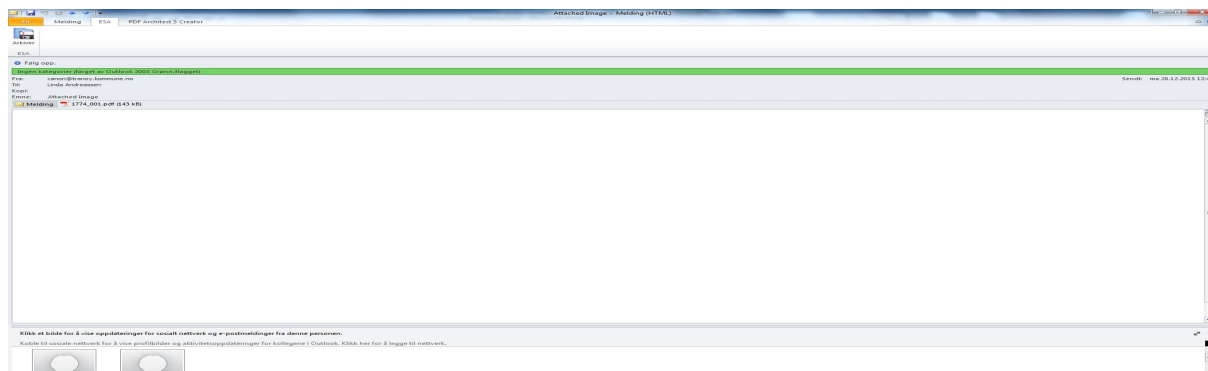 Attached Image - Melding (HTML)
Fil Melding ESA PDF Architect 3 Creator
Arkiver
ESA
Følg opp.
Ingen kategorier (farget av Outlook 2003 Grønn-flagget)
Fra: canon@tranoy.kommune.no Sendt: ma 28.12.2015 12:
Til: Linda Andreassen
Kopi:
Emne: Attached Image
Melding 1774_001.pdf (143 kB)
Klikk et bilde for å vise oppdateringer for sosialt nettverk og e-postmeldinger fra denne personen.
Koble til sosiale nettverk for å vise profilbilder og aktivitetsoppdateringer for kollegene i Outlook. Klikk her for å legge til nettverk.